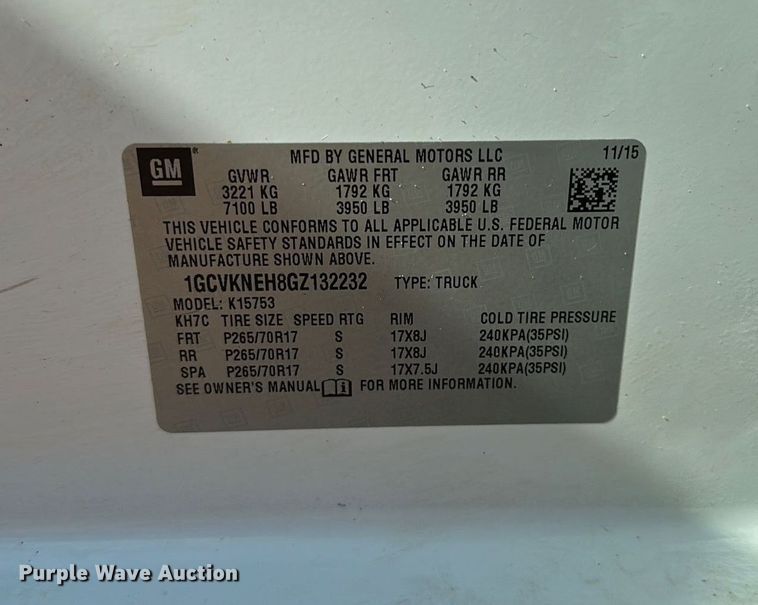 GM ® MFD BY GENERAL MOTORS LLC 11/15
GVWR GAWR FRT GAWR RR
3221 KG 1792 KG 1792 KG
7100 LB 3950 LB 3950 LB
THIS VEHICLE CONFORMS TO ALL APPLICABLE U.S. FEDERAL MOTOR
VEHICLE SAFETY STANDARDS IN EFFECT ON THE DATE OF
MANUFACTURE SHOWN ABOVE.
1GCVKNEH8GZ132232 TYPE: TRUCK
MODEL: K15753
KH7C TIRE SIZE SPEED RTG RIM COLD TIRE PRESSURE
FRT P265/70R17 S 17X8J 240KPA(35PSI)
RR P265/70R17 S 17X8J 240KPA(35PSI)
SPA P265/70R17 S 17X7.5J 240KPA(35PSI)
SEE OWNER'S MANUAL i FOR MORE INFORMATION.
Purple Wave Auction